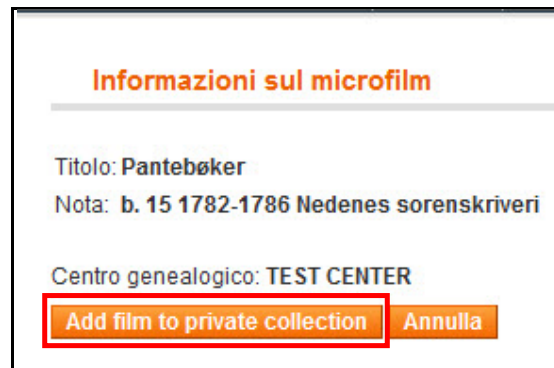 Informazioni sul microfilm
Titolo: Pantebøker
Nota: b. 15 1782-1786 Nedenes sorenskriveri
Centro genealogico: TEST CENTER
Add film to private collection Annulla